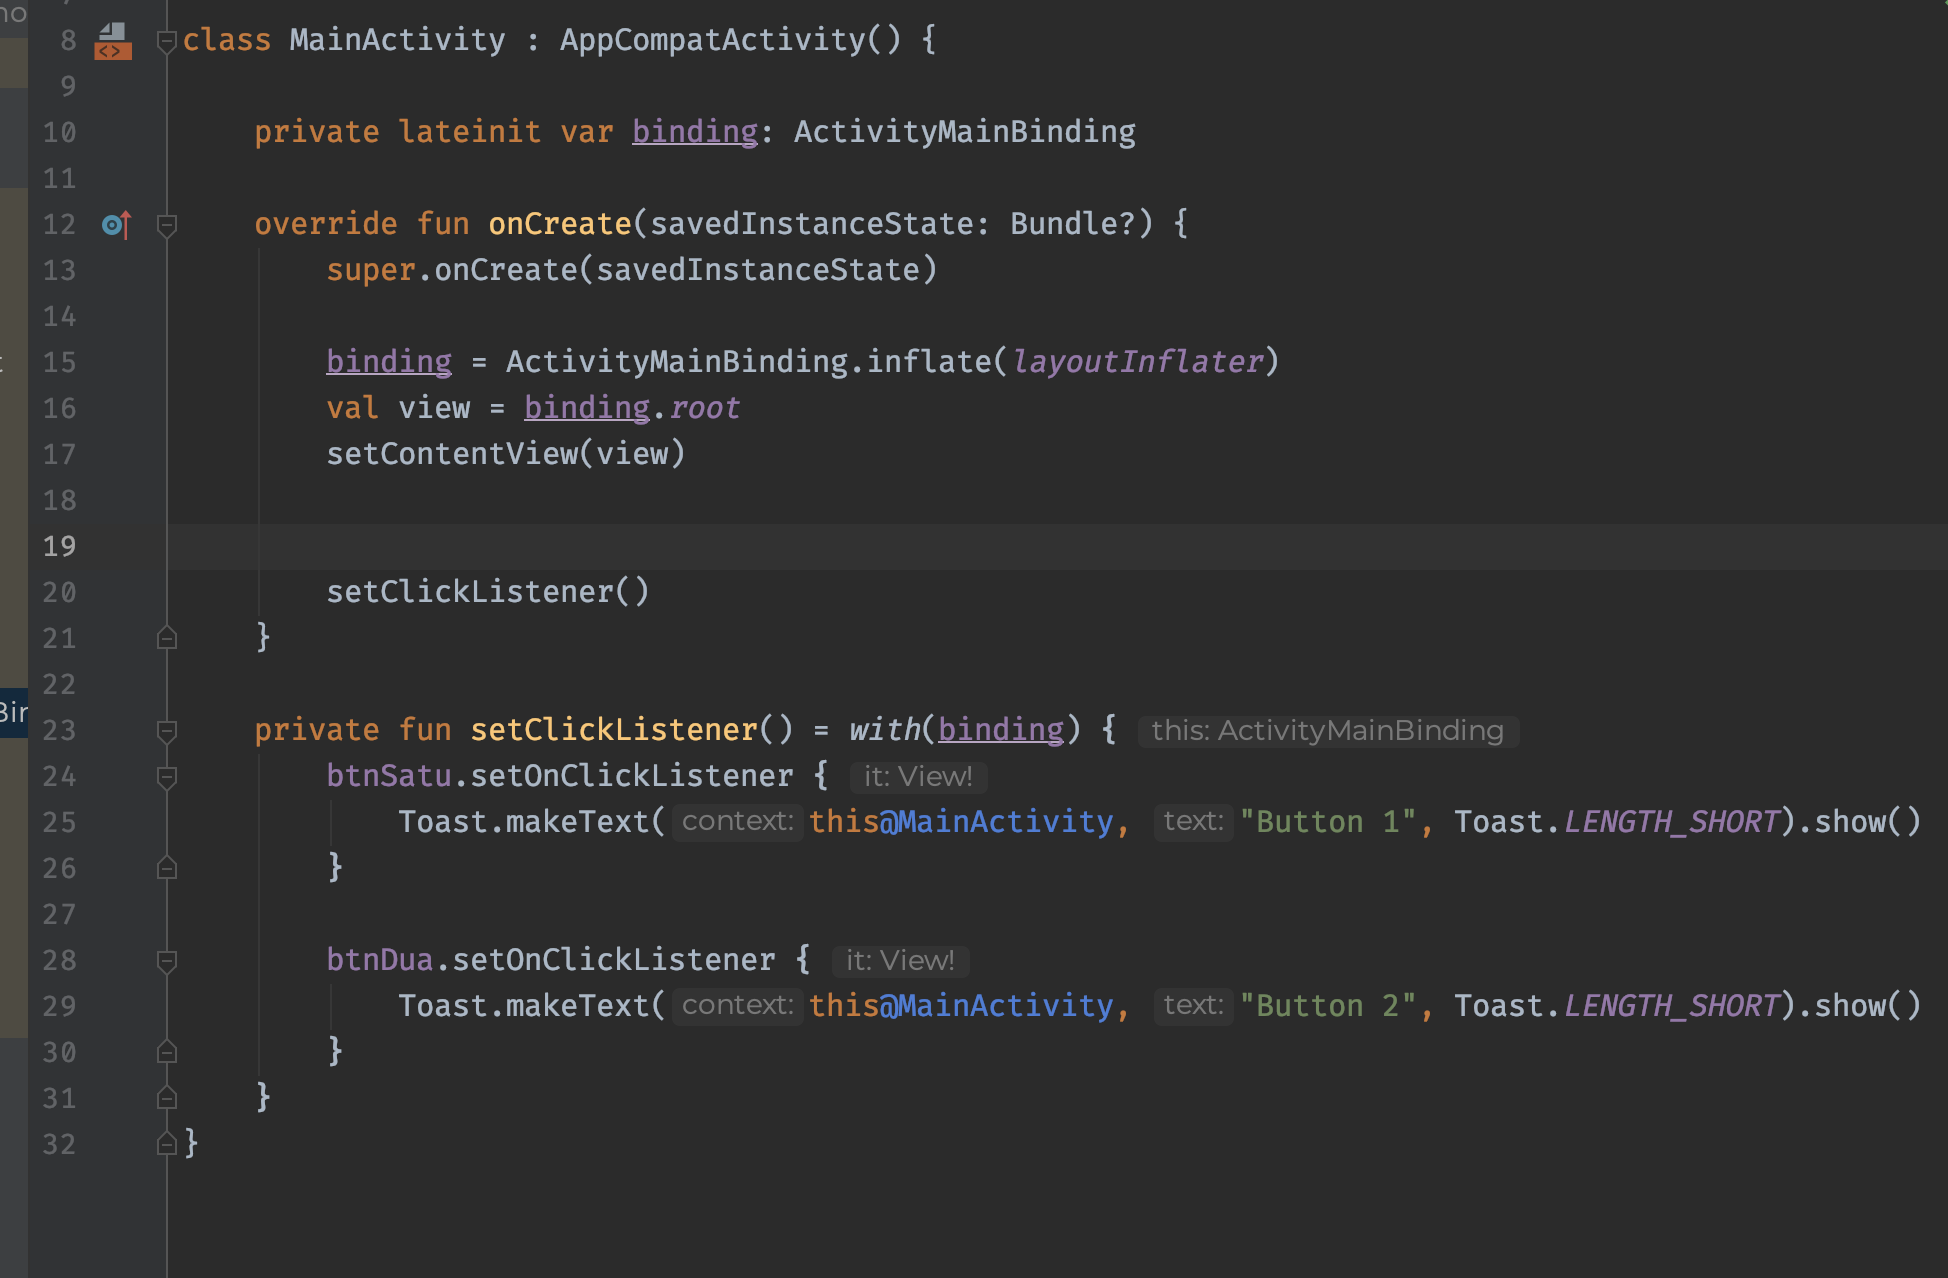 no
8 <> class MainActivity : AppCompatActivity() {
9
10 private lateinit var binding: ActivityMainBinding
11
12 override fun onCreate(savedInstanceState: Bundle?) {
13 super.onCreate(savedInstanceState)
14
15 binding = ActivityMainBinding.inflate(layoutInflater)
16 val view = binding.root
17 setContentView(view)
18
19
20 setClickListener()
21 }
22
Bin
23 private fun setClickListener() = with(binding) { this: ActivityMainBinding
24 btnSatu.setOnClickListener { it: View!
25 Toast.makeText( context: this@MainActivity, text: "Button 1", Toast.LENGTH_SHORT).show()
26 }
27
28 btnDua.setOnClickListener { it: View!
29 Toast.makeText( context: this@MainActivity, text: "Button 2", Toast.LENGTH_SHORT).show()
30 }
31 }
32 }